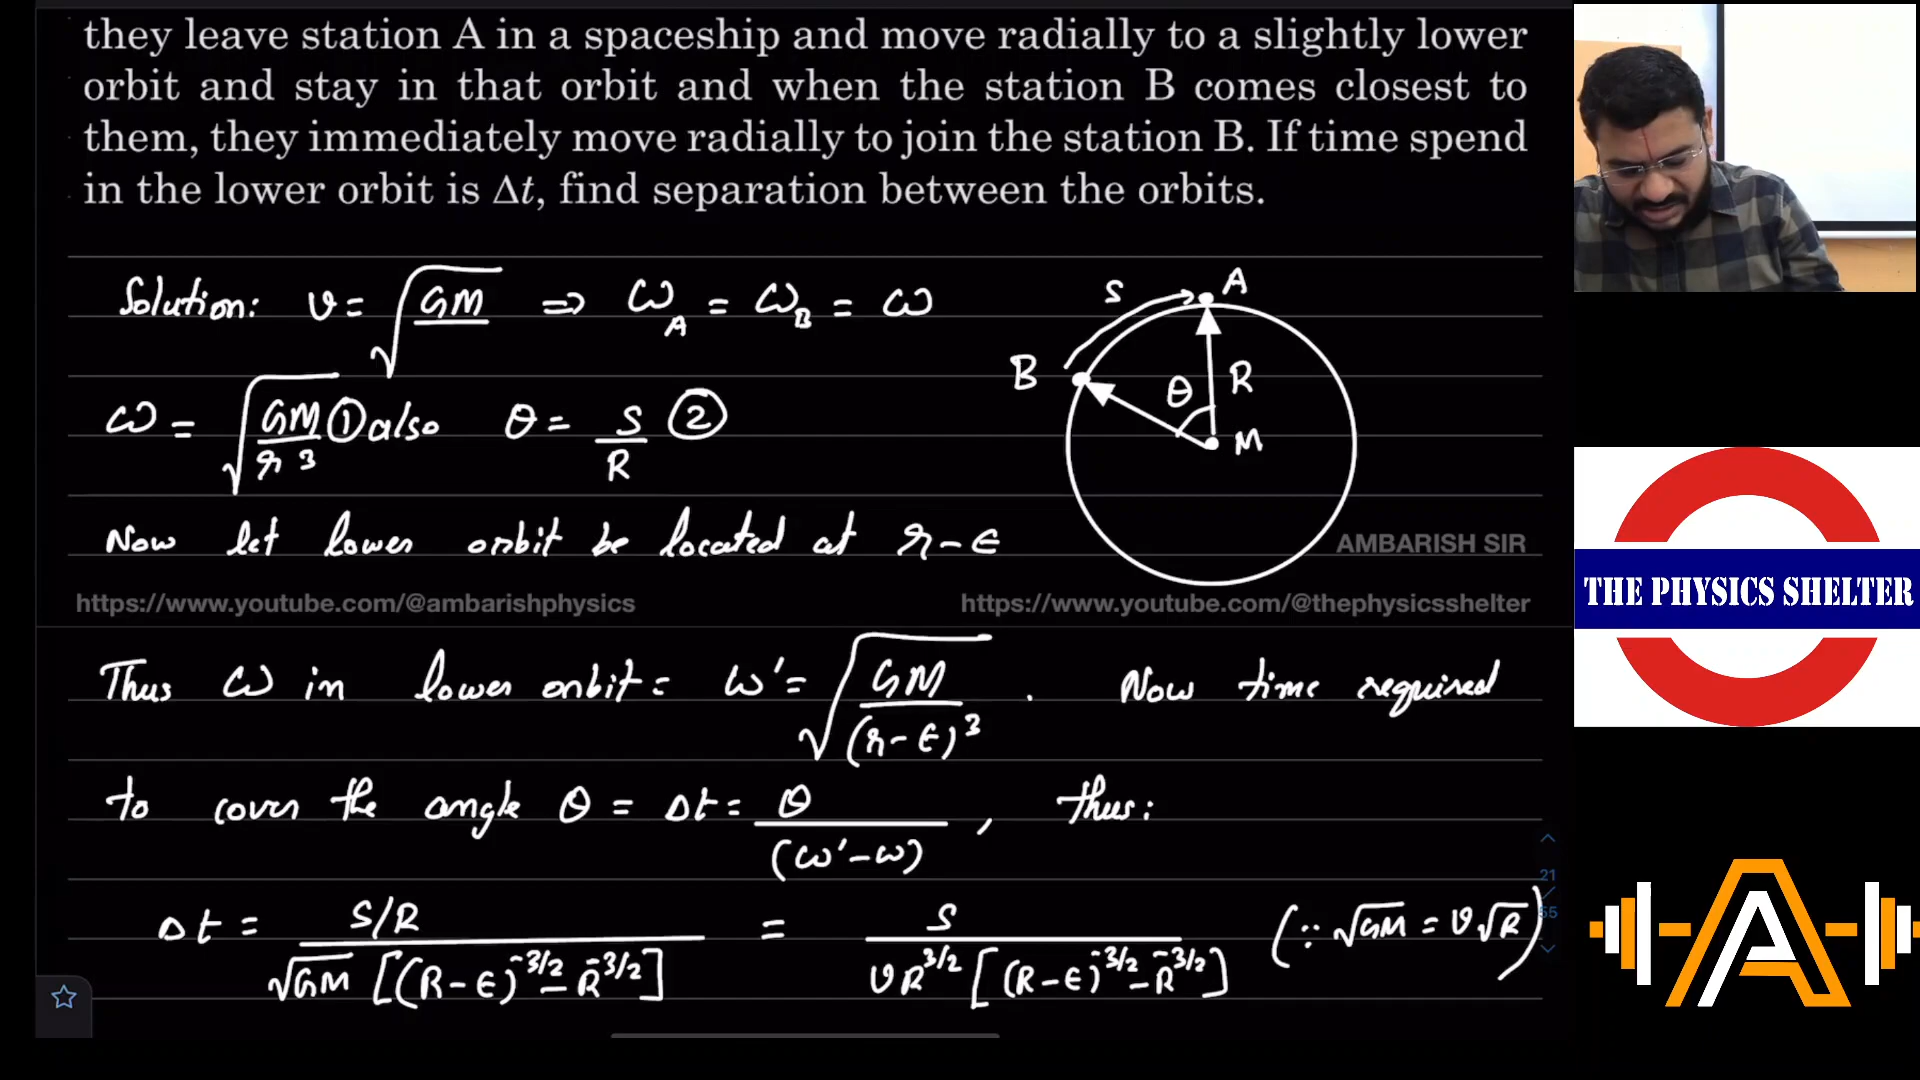 they leave station A in a spaceship and move radially to a slightly lower
orbit and stay in that orbit and when the station B comes closest to
them, they immediately move radially to join the station B. If time spend
in the lower orbit is Δt, find separation between the orbits.
Solution: v = √GM ⇒ ω_A = ω_B = ω
ω = √(GM/r³) ① also θ = S/R ②
S
A
B
θ
R
M
Now let lower orbit be located at r-ϵ
AMBARISH SIR
https://www.youtube.com/@ambarishphysics
https://www.youtube.com/@thephysicsshelter
THE PHYSICS SHELTER
Thus ω in lower orbit = ω' = √(GM/(r-ϵ)³) . Now time required
to cover the angle θ = Δt = θ/(ω'-ω) , thus:
Δt = (S/R)/(√GM [(R-ϵ)^-3/2 - R^-3/2]) = S/(vR^3/2 [(R-ϵ)^-3/2 - R^-3/2]) (∵ √GM = v√R)
21
55